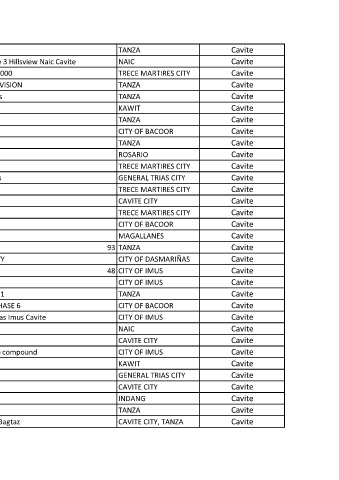 TANZA Cavite
e 3 Hillsview Naic Cavite NAIC Cavite
000 TRECE MARTIRES CITY Cavite
VISION TANZA Cavite
s TANZA Cavite
KAWIT Cavite
TANZA Cavite
CITY OF BACOOR Cavite
TANZA Cavite
ROSARIO Cavite
TRECE MARTIRES CITY Cavite
s GENERAL TRIAS CITY Cavite
TRECE MARTIRES CITY Cavite
CAVITE CITY Cavite
TRECE MARTIRES CITY Cavite
CITY OF BACOOR Cavite
MAGALLANES Cavite
93 TANZA Cavite
Y CITY OF DASMARIÑAS Cavite
48 CITY OF IMUS Cavite
CITY OF IMUS Cavite
1 TANZA Cavite
HASE 6 CITY OF BACOOR Cavite
as Imus Cavite CITY OF IMUS Cavite
NAIC Cavite
CAVITE CITY Cavite
compound CITY OF IMUS Cavite
KAWIT Cavite
GENERAL TRIAS CITY Cavite
CAVITE CITY Cavite
INDANG Cavite
TANZA Cavite
Bagtaz CAVITE CITY, TANZA Cavite